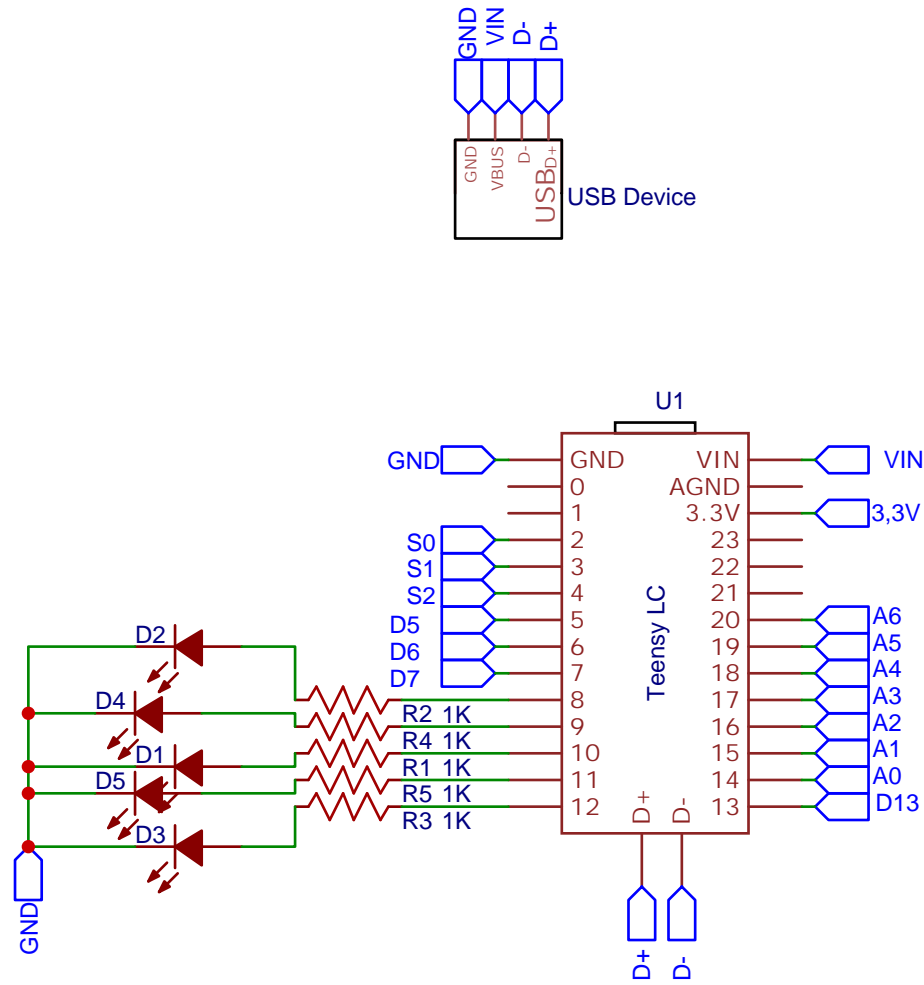 GND VIN D- D+
GND VBUS D- D+
USB
USB Device
U1
GND GND VIN VIN
0 AGND
1 3.3V 3,3V
S0 2 23
S1 3 22
S2 4 21
D5 5 20 A6
D6 6 19 A5
D7 7 18 A4
Teensy LC
D2 8 17 A3
R2 1K
D4 9 16 A2
R4 1K
D1 10 15 A1
R1 1K
D5 11 14 A0
R5 1K
D3 12 13 D13
R3 1K
D+ D-
GND
D+ D-